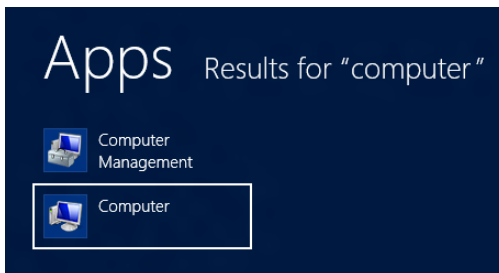 Apps Results for “computer”
Computer
Management
Computer